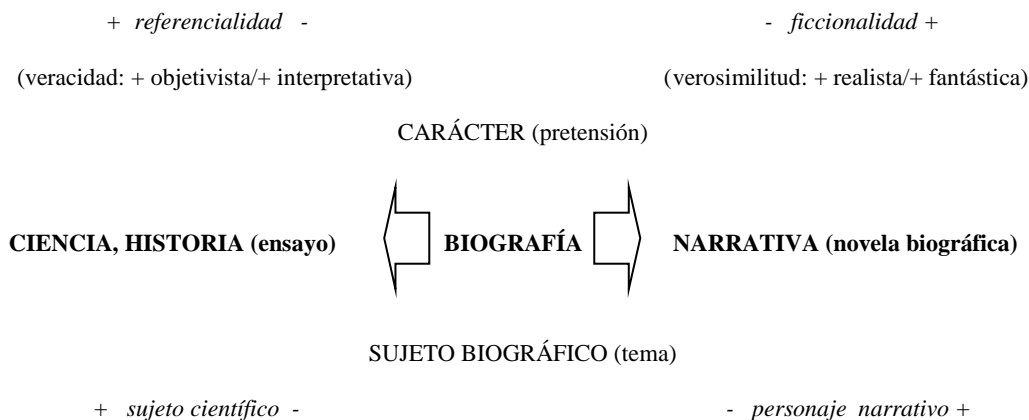 + referencialidad -
- ficcionalidad +
(veracidad: + objetivista/+ interpretativa)
(verosimilitud: + realista/+ fantástica)
CARÁCTER (pretensión)
CIENCIA, HISTORIA (ensayo)
BIOGRAFÍA
NARRATIVA (novela biográfica)
SUJETO BIOGRÁFICO (tema)
+ sujeto científico -
- personaje narrativo +